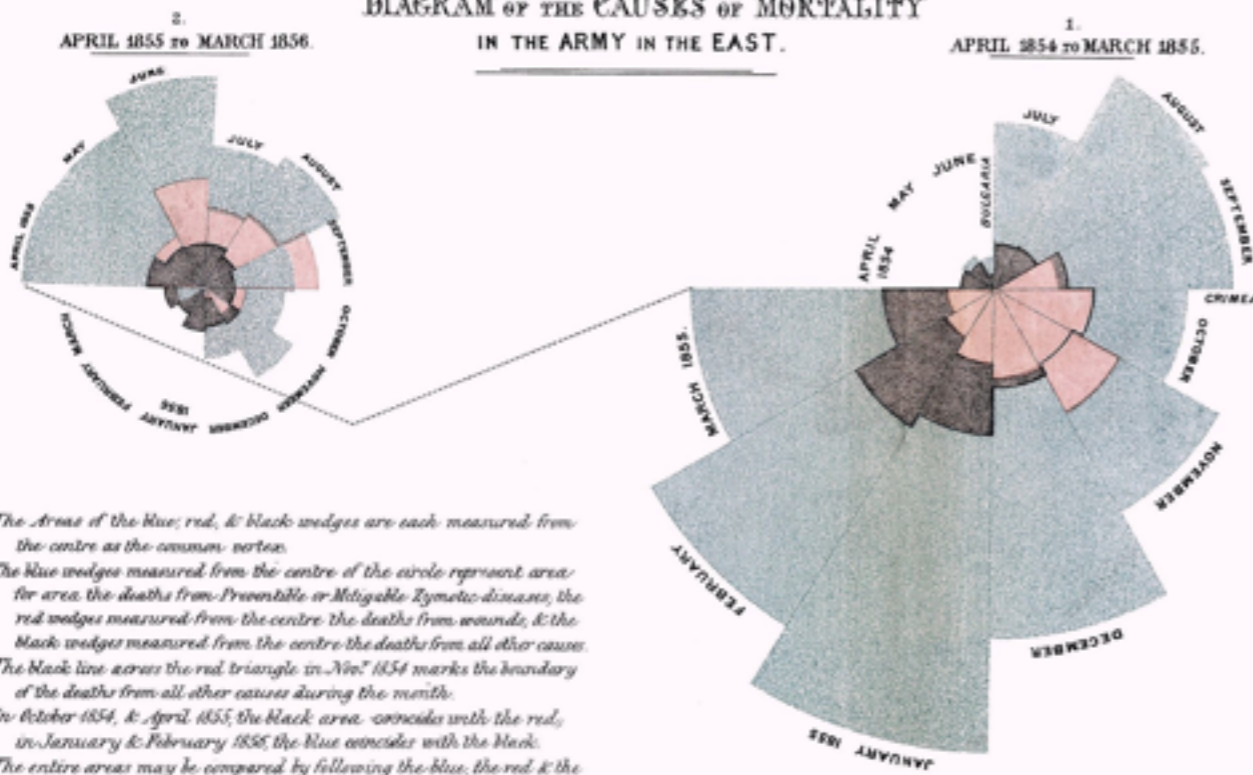 DIAGRAM OF THE CAUSES OF MORTALITY
IN THE ARMY IN THE EAST.
2.
APRIL 1855 TO MARCH 1856.
1.
APRIL 1854 TO MARCH 1855.
JUNE
JULY
AUGUST
SEPTEMBER
OCTOBER
NOVEMBER
DECEMBER
JANUARY 1856
FEBRUARY
MARCH
APRIL 1855
MAY
APRIL 1854
MAY
JUNE
BULGARIA
JULY
AUGUST
SEPTEMBER
CRIMEA
OCTOBER
NOVEMBER
DECEMBER
JANUARY 1855
FEBRUARY
MARCH 1855.
The Areas of the blue, red, & black wedges are each measured from
the centre as the common vertex.
The blue wedges measured from the centre of the circle represent area
for area the deaths from Preventible or Mitigable Zymotic diseases, the
red wedges measured from the centre the deaths from wounds, & the
black wedges measured from the centre the deaths from all other causes.
The black line across the red triangle in Nov.r 1854 marks the boundary
of the deaths from all other causes during the month.
In October 1854, & April 1855, the black area coincides with the red,
in January & February 1856, the blue coincides with the black.
The entire areas may be compared by following the blue, the red & the